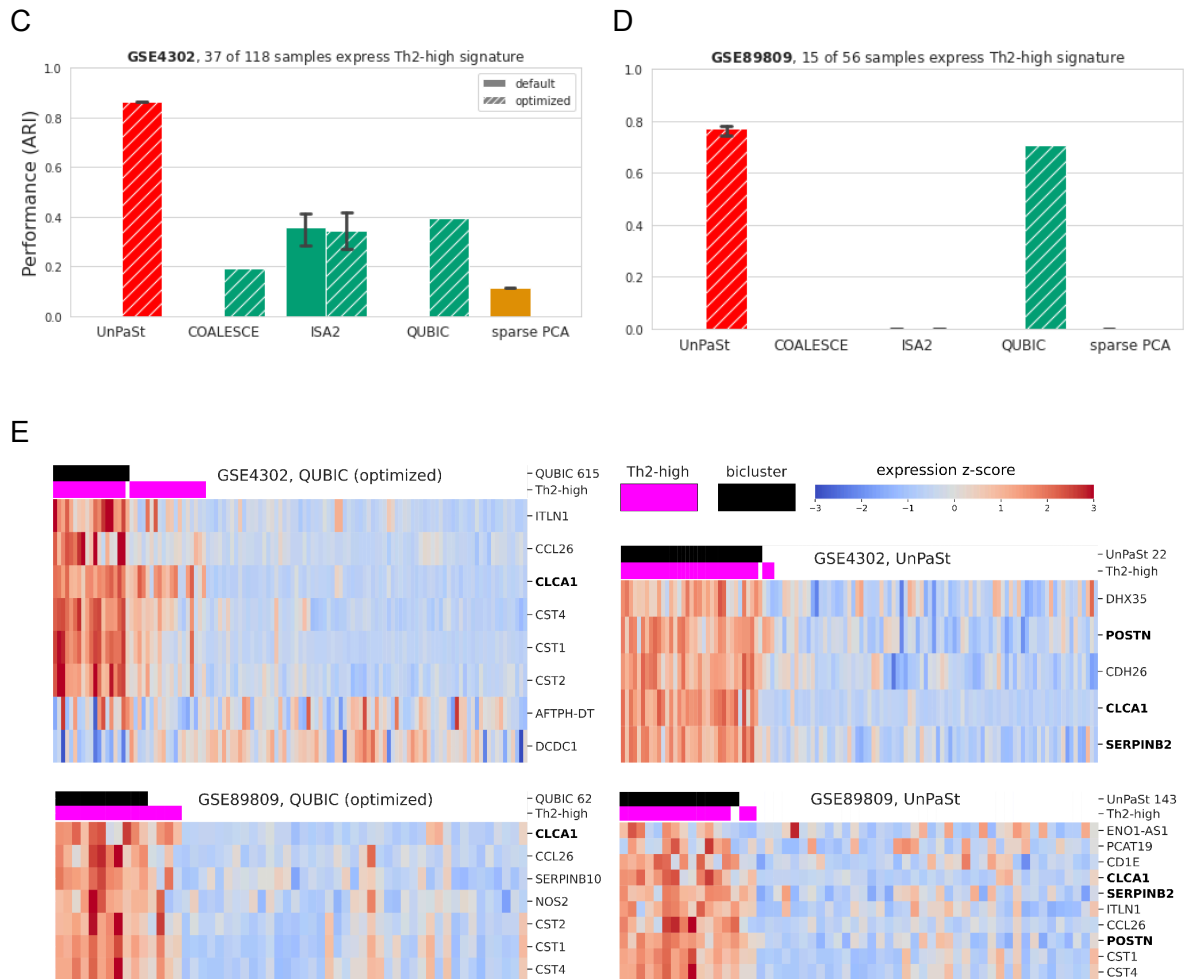 C
GSE4302, 37 of 118 samples express Th2-high signature
Performance (ARI)
1.0
0.8
0.6
0.4
0.2
0.0
default
optimized
UnPaSt COALESCE ISA2 QUBIC sparse PCA
D
GSE89809, 15 of 56 samples express Th2-high signature
1.0
0.8
0.6
0.4
0.2
0.0
UnPaSt COALESCE ISA2 QUBIC sparse PCA
E
GSE4302, QUBIC (optimized)
QUBIC 615
Th2-high
ITLN1
CCL26
CLCA1
CST4
CST1
CST2
AFTPH-DT
DCDC1
Th2-high bicluster expression z-score
−3 −2 −1 0 1 2 3
GSE4302, UnPaSt
UnPaSt 22
Th2-high
DHX35
POSTN
CDH26
CLCA1
SERPINB2
GSE89809, QUBIC (optimized)
QUBIC 62
Th2-high
CLCA1
CCL26
SERPINB10
NOS2
CST2
CST1
CST4
GSE89809, UnPaSt
UnPaSt 143
Th2-high
ENO1-AS1
PCAT19
CD1E
CLCA1
SERPINB2
ITLN1
CCL26
POSTN
CST1
CST4